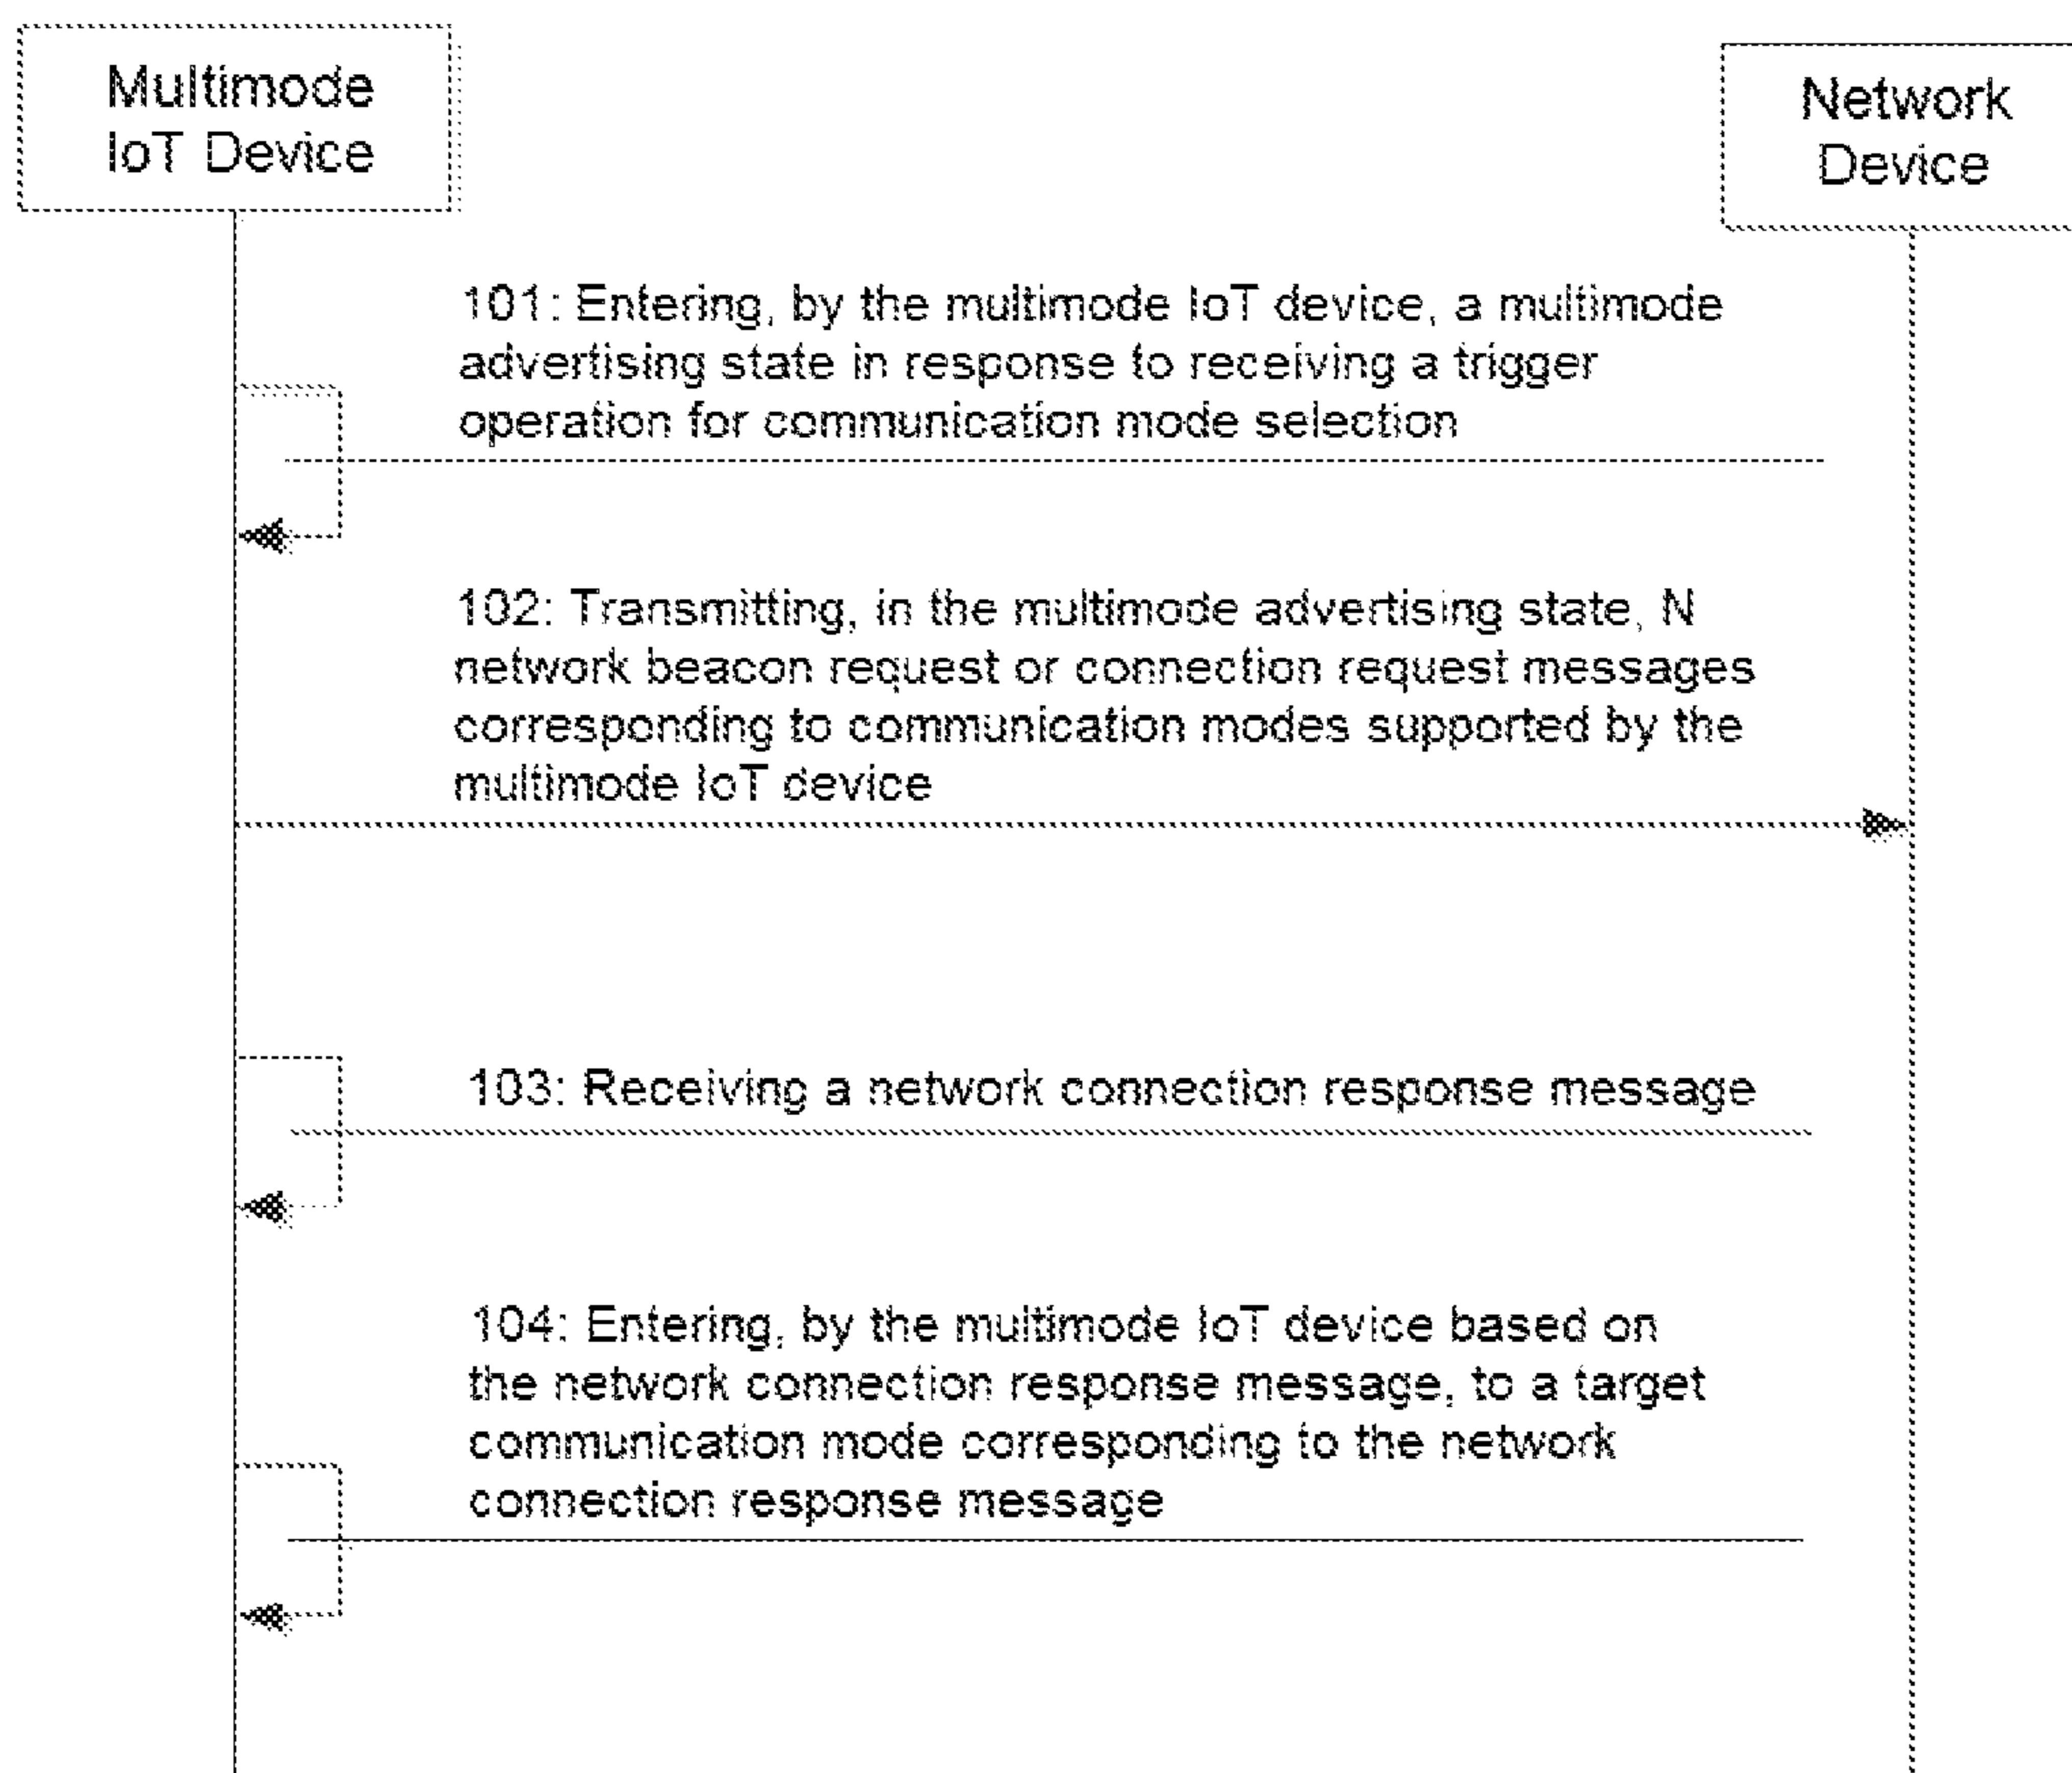 Multimode
IoT Device
Network
Device
101: Entering, by the multimode IoT device, a multimode
advertising state in response to receiving a trigger
operation for communication mode selection
102: Transmitting, in the multimode advertising state, N
network beacon request or connection request messages
corresponding to communication modes supported by the
multimode IoT device
103: Receiving a network connection response message
104: Entering, by the multimode IoT device based on
the network connection response message, to a target
communication mode corresponding to the network
connection response message